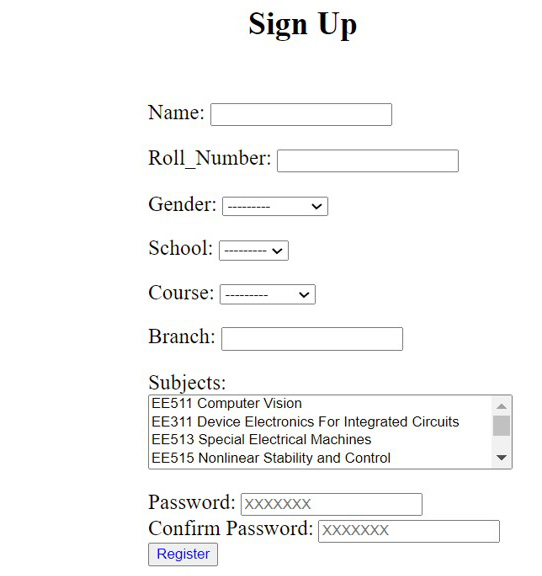 Sign Up
Name:
Roll_Number:
Gender: ---------
School: ---------
Course: ---------
Branch:
Subjects:
EE511 Computer Vision
EE311 Device Electronics For Integrated Circuits
EE513 Special Electrical Machines
EE515 Nonlinear Stability and Control
Password: XXXXXXX
Confirm Password: XXXXXXX
Register